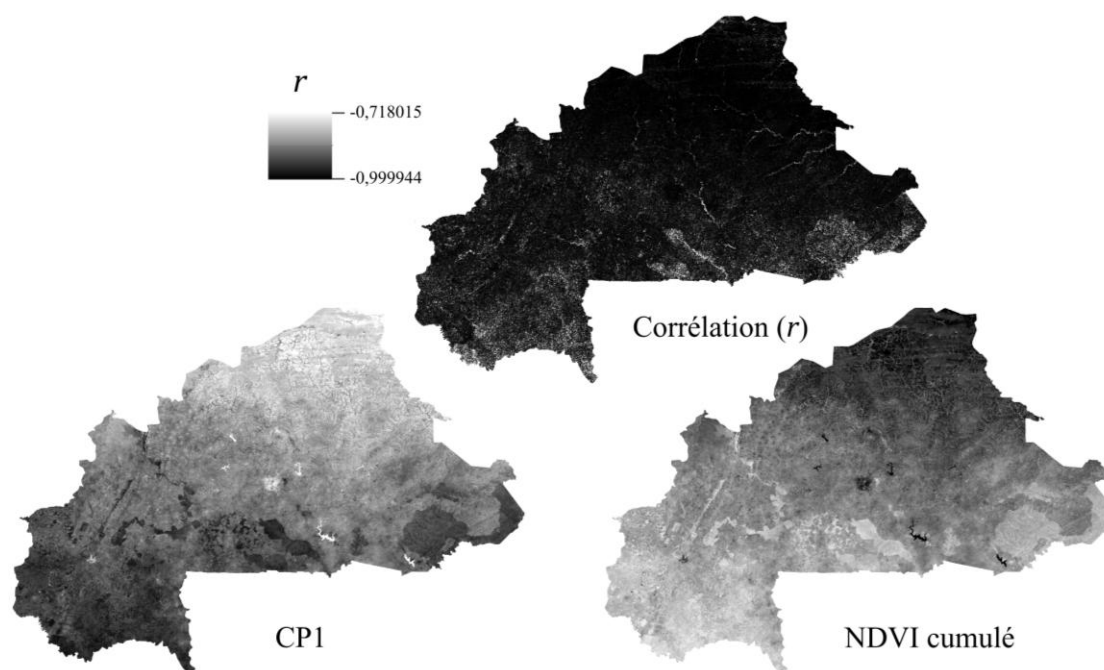 r
-0,718015
-0,999944
Corrélation (r)
CP1
NDVI cumulé